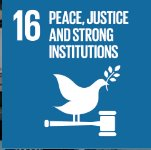 16 PEACE, JUSTICE
AND STRONG
INSTITUTIONS